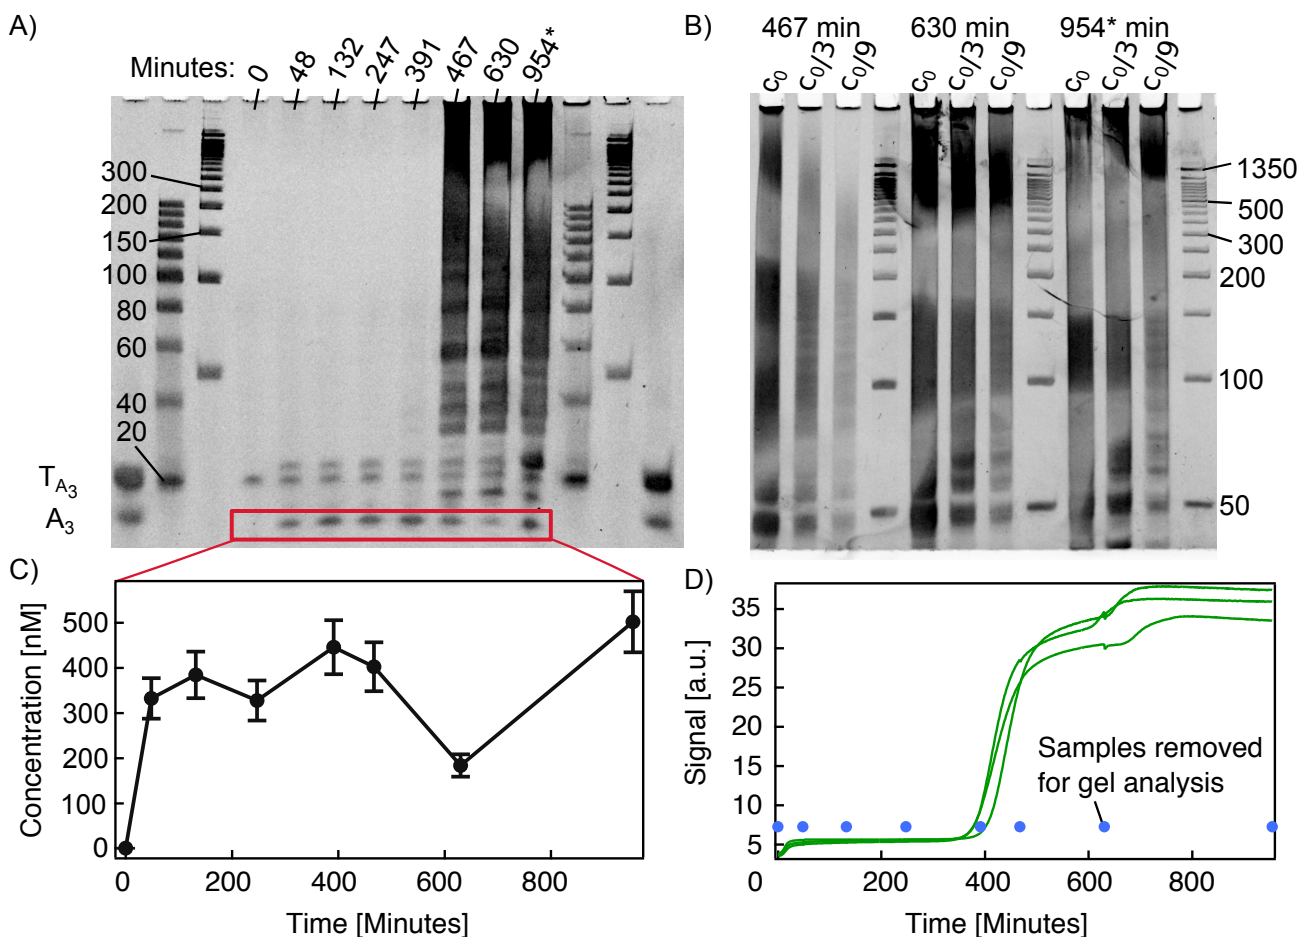 A)
Minutes: 0 48 132 247 391 467 630 954*
300
200
150
100
80
60
40
20
T_A3
A3
B)
467 min 630 min 954* min
c0 c0/3 c0/9 c0 c0/3 c0/9 c0 c0/3 c0/9
1350
500
300
200
100
50
C)
Concentration [nM]
500
400
300
200
100
0
0 200 400 600 800
Time [Minutes]
D)
Signal [a.u.]
35
30
25
20
15
10
5
Samples removed
for gel analysis
0 200 400 600 800
Time [Minutes]